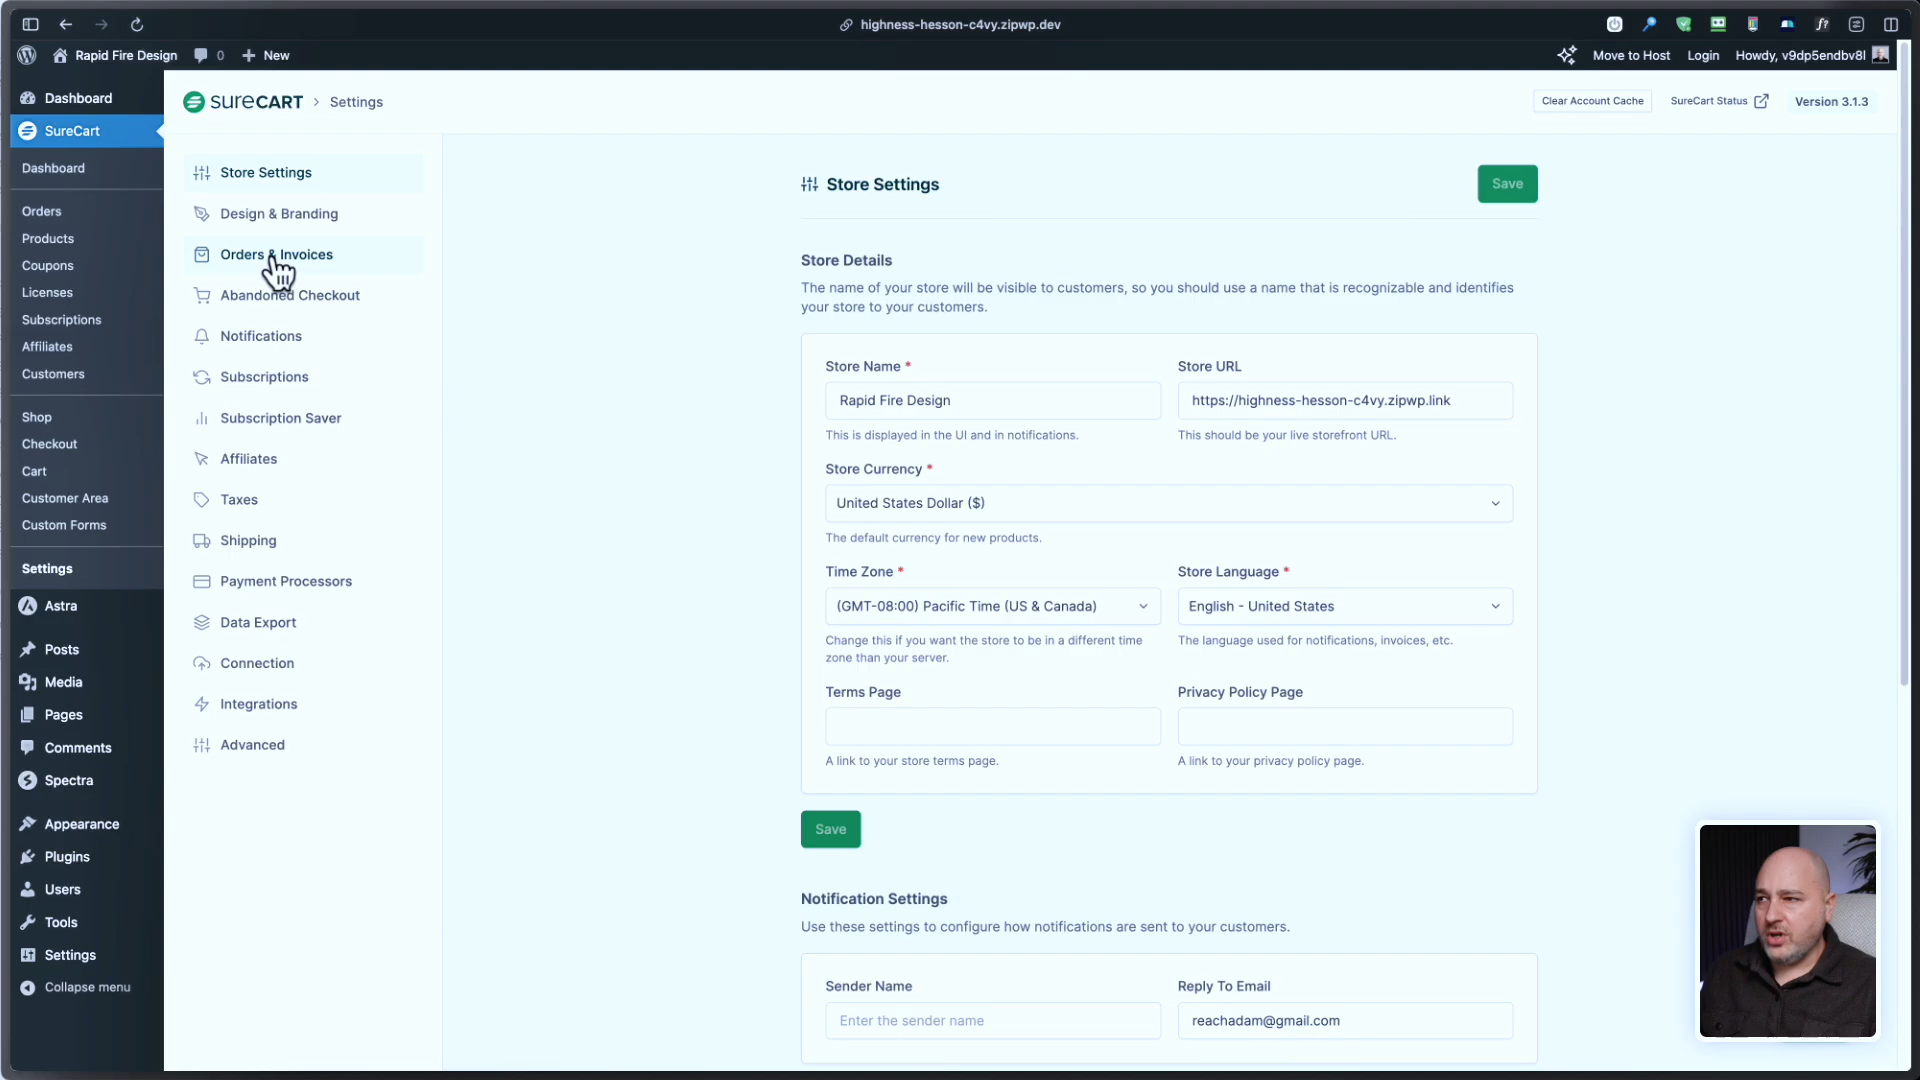 highness-hesson-c4vy.zipwp.dev
Rapid Fire Design
0
New
Move to Host
Login
Howdy, v9dp5endbv8l
Dashboard
SureCart
Dashboard
Orders
Products
Coupons
Licenses
Subscriptions
Affiliates
Customers
Shop
Checkout
Cart
Customer Area
Custom Forms
Settings
Astra
Posts
Media
Pages
Comments
Spectra
Appearance
Plugins
Users
Tools
Settings
Collapse menu
SURECART
Settings
Clear Account Cache
SureCart Status
Version 3.1.3
Store Settings
Design & Branding
Orders & Invoices
Abandoned Checkout
Notifications
Subscriptions
Subscription Saver
Affiliates
Taxes
Shipping
Payment Processors
Data Export
Connection
Integrations
Advanced
Store Settings
Save
Store Details
The name of your store will be visible to customers, so you should use a name that is recognizable and identifies
your store to your customers.
Store Name *
Store URL
Rapid Fire Design
https://highness-hesson-c4vy.zipwp.link
This is displayed in the UI and in notifications.
This should be your live storefront URL.
Store Currency *
United States Dollar ($)
The default currency for new products.
Time Zone *
Store Language *
(GMT-08:00) Pacific Time (US & Canada)
English - United States
Change this if you want the store to be in a different time
zone than your server.
The language used for notifications, invoices, etc.
Terms Page
Privacy Policy Page
A link to your store terms page.
A link to your privacy policy page.
Save
Notification Settings
Use these settings to configure how notifications are sent to your customers.
Sender Name
Reply To Email
Enter the sender name
reachadam@gmail.com